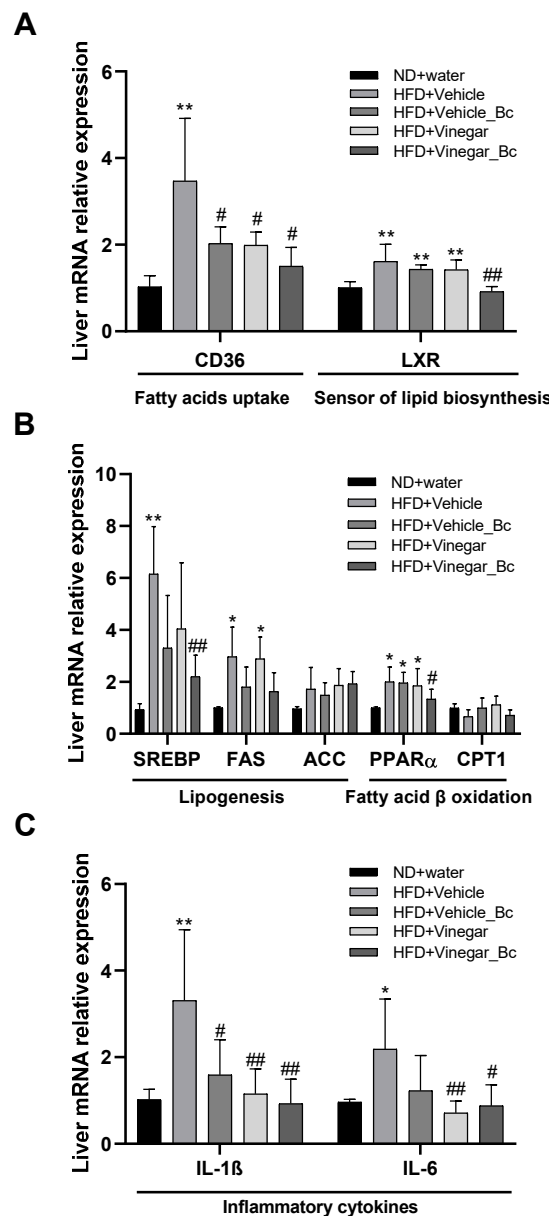 A
Liver mRNA relative expression
6
4
2
0
ND+water
HFD+Vehicle
HFD+Vehicle_Bc
HFD+Vinegar
HFD+Vinegar_Bc
** # # # ** ** ** ##
CD36 LXR
Fatty acids uptake Sensor of lipid biosynthesis
B
Liver mRNA relative expression
10
8
6
4
2
0
ND+water
HFD+Vehicle
HFD+Vehicle_Bc
HFD+Vinegar
HFD+Vinegar_Bc
** ## * * * * * #
SREBP FAS ACC PPARα CPT1
Lipogenesis Fatty acid β oxidation
C
Liver mRNA relative expression
6
4
2
0
ND+water
HFD+Vehicle
HFD+Vehicle_Bc
HFD+Vinegar
HFD+Vinegar_Bc
** # ## ## * ## #
IL-1ß IL-6
Inflammatory cytokines